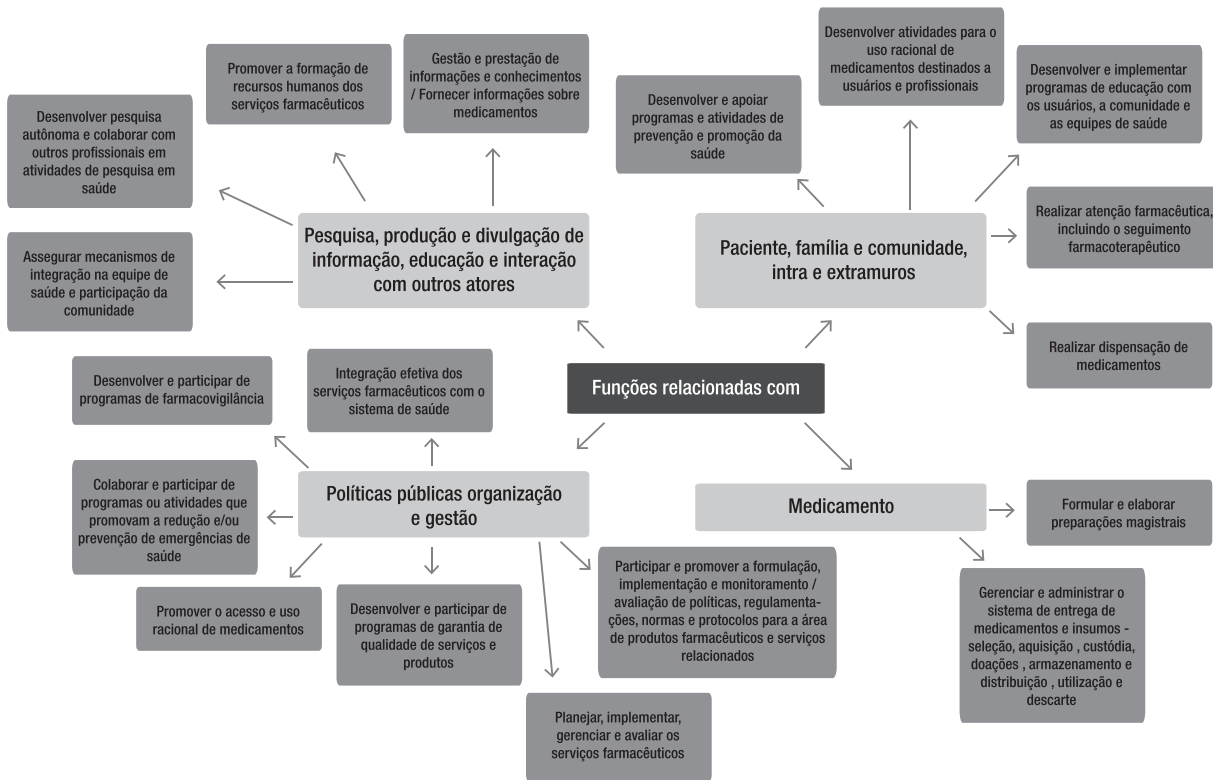 Desenvolver pesquisa
autônoma e colaborar com
outros profissionais em
atividades de pesquisa em
saúde
Promover a formação de
recursos humanos dos
serviços farmacêuticos
Gestão e prestação de
informações e conhecimentos
/ Fornecer informações sobre
medicamentos
Assegurar mecanismos de
integração na equipe de
saúde e participação da
comunidade
Pesquisa, produção e divulgação de
informação, educação e interação
com outros atores
Desenvolver e apoiar
programas e atividades de
prevenção e promoção da
saúde
Desenvolver atividades para o
uso racional de
medicamentos destinados a
usuários e profissionais
Desenvolver e implementar
programas de educação com
os usuários, a comunidade e
as equipes de saúde
Paciente, família e comunidade,
intra e extramuros
Realizar atenção farmacêutica,
incluindo o seguimento
farmacoterapêutico
Realizar dispensação de
medicamentos
Funções relacionadas com
Desenvolver e participar de
programas de farmacovigilância
Integração efetiva dos
serviços farmacêuticos com o
sistema de saúde
Colaborar e participar de
programas ou atividades que
promovam a redução e/ou
prevenção de emergências de
saúde
Políticas públicas organização
e gestão
Promover o acesso e uso
racional de medicamentos
Desenvolver e participar de
programas de garantia de
qualidade de serviços e
produtos
Participar e promover a formulação,
implementação e monitoramento /
avaliação de políticas, regulamenta-
ções, normas e protocolos para a área
de produtos farmacêuticos e serviços
relacionados
Planejar, implementar,
gerenciar e avaliar os
serviços farmacêuticos
Medicamento
Formular e elaborar
preparações magistrais
Gerenciar e administrar o
sistema de entrega de
medicamentos e insumos -
seleção, aquisição , custódia,
doações , armazenamento e
distribuição , utilização e
descarte